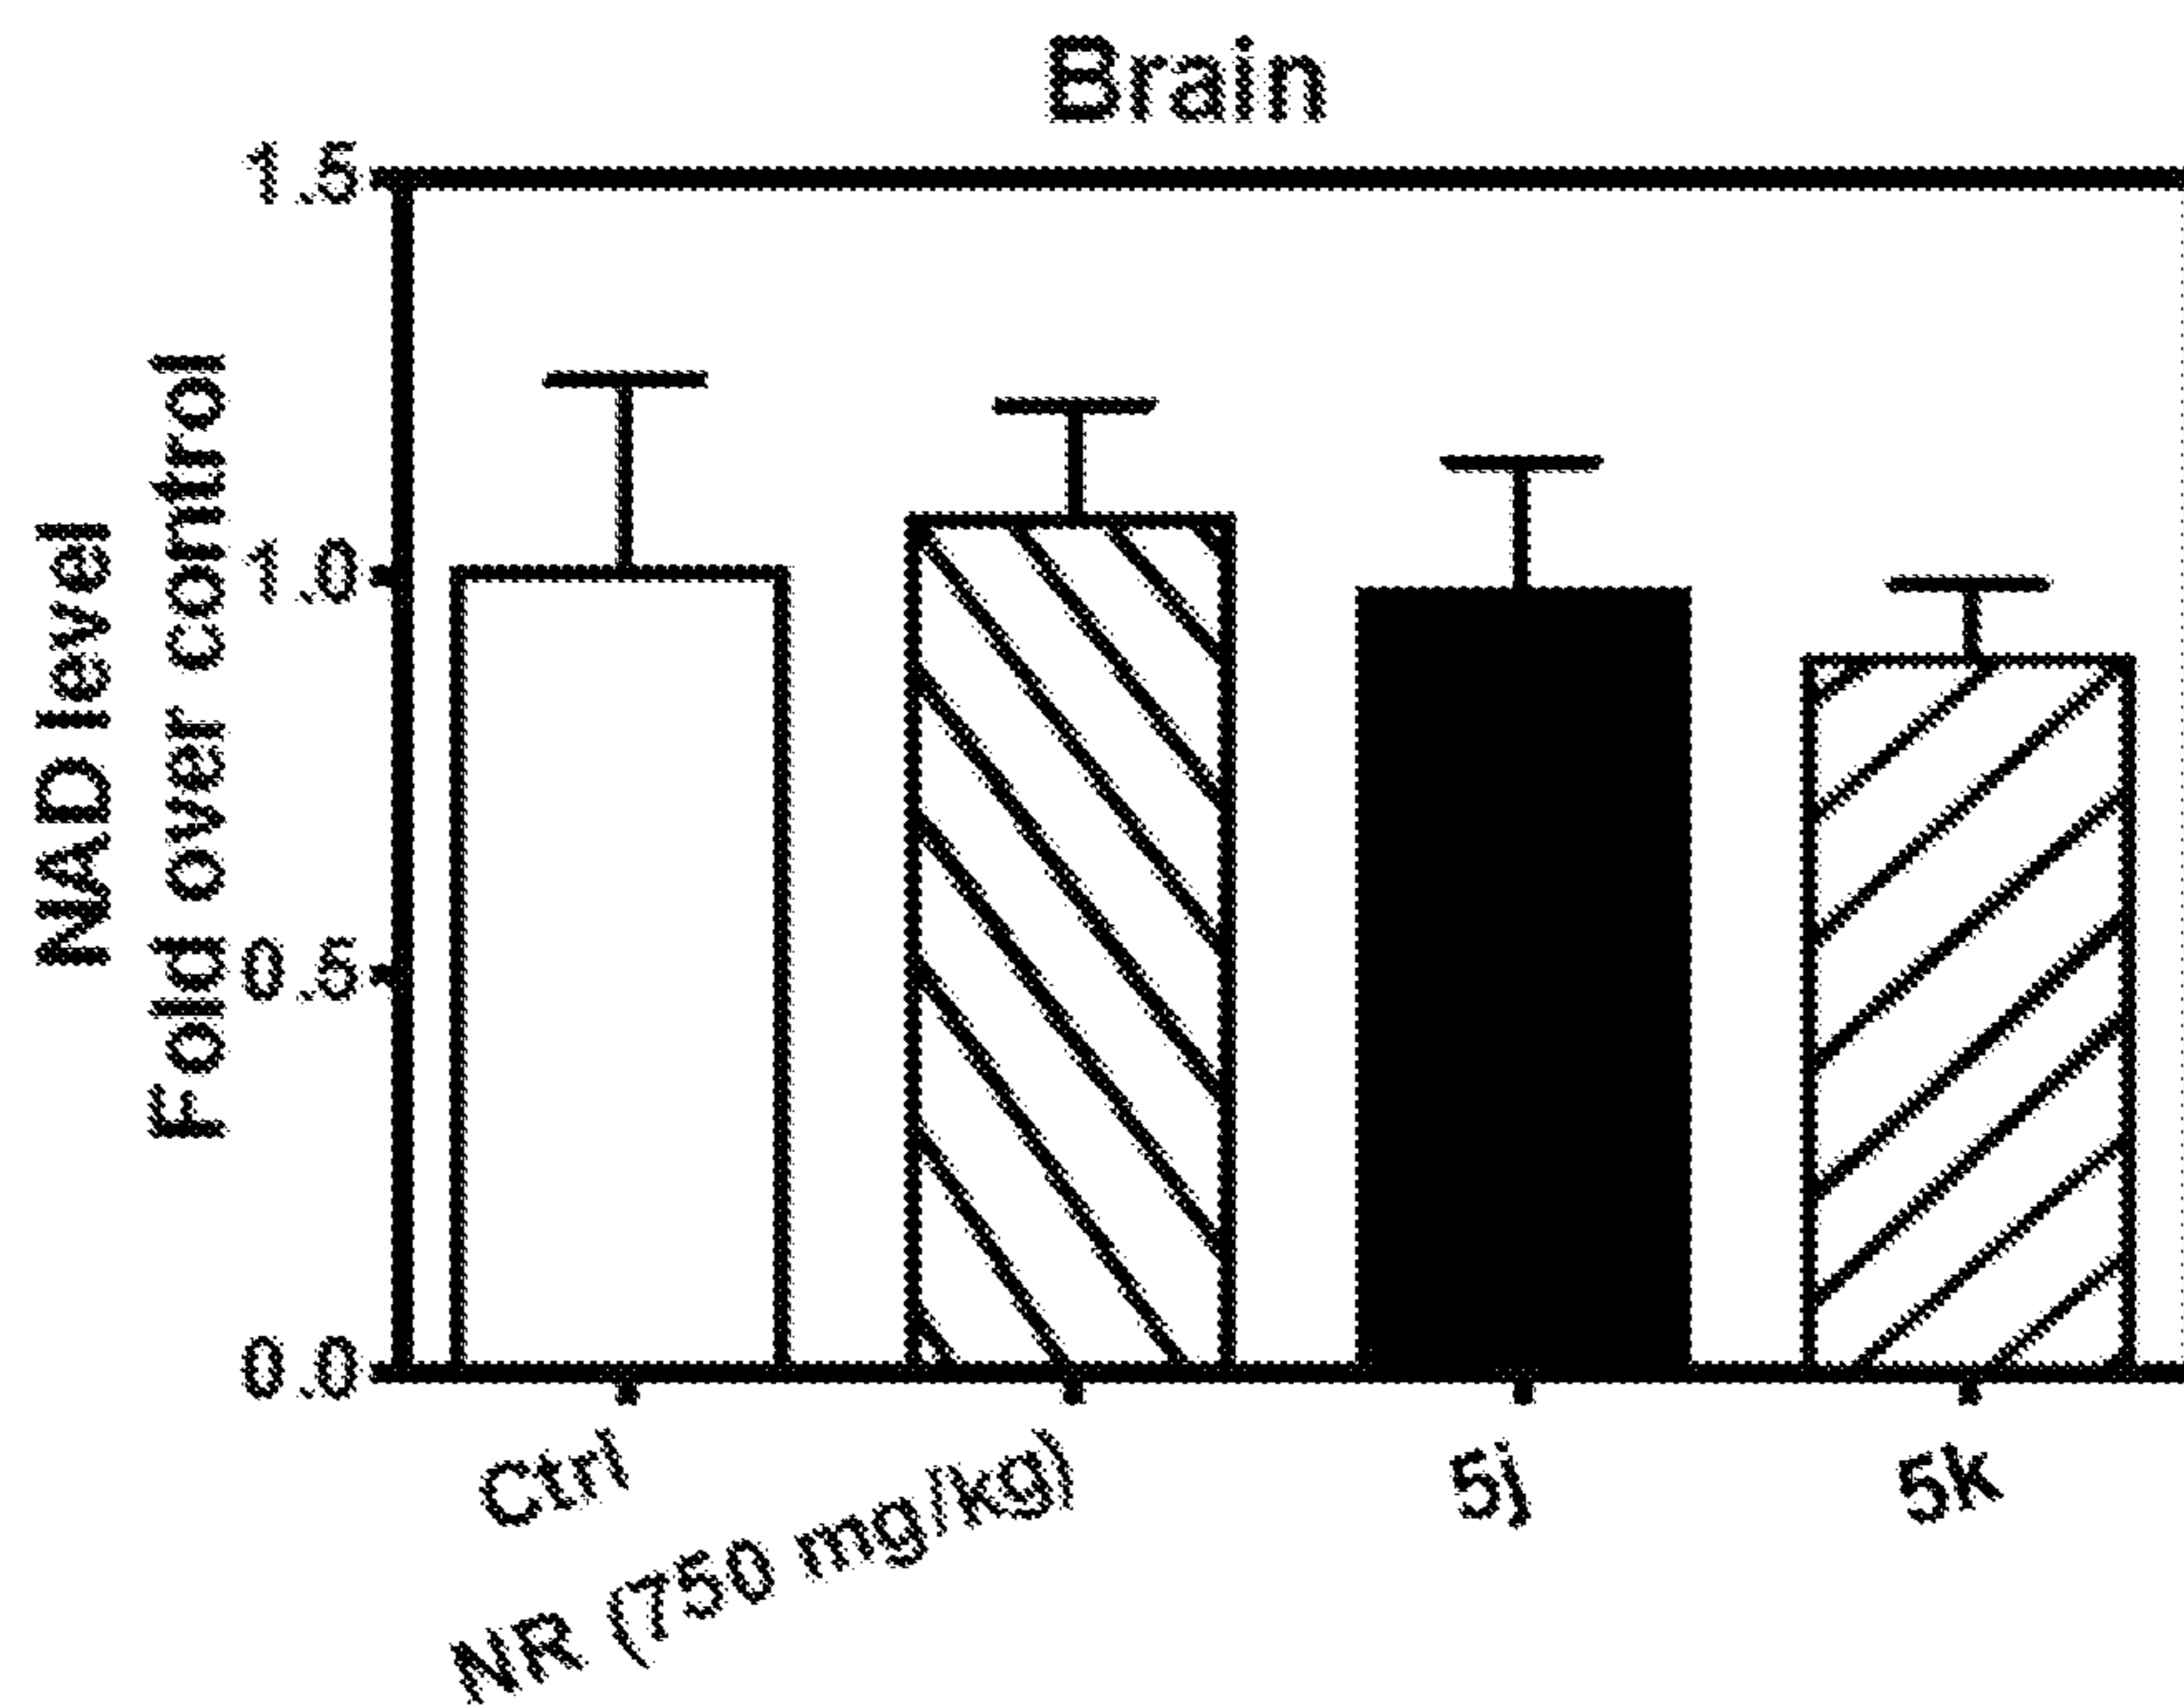 Brain
NAD level
Fold over control
1.5
1.0
0.5
0.0
Ctrl
NR (750 mg/kg)
5j
5k